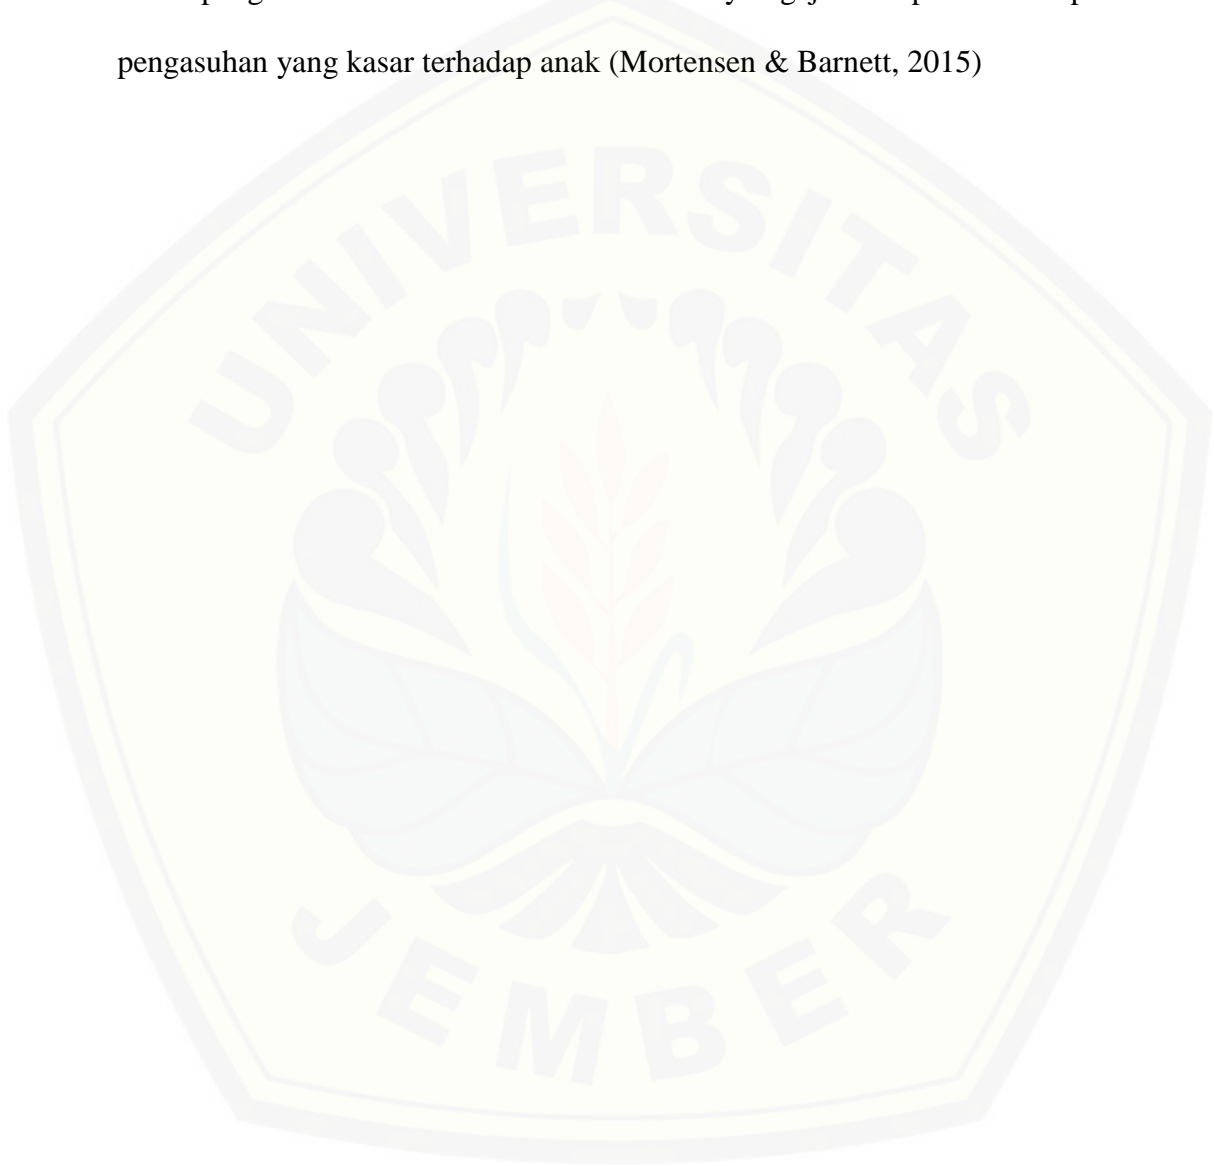 pengasuhan yang kasar terhadap anak (Mortensen & Barnett, 2015)
UNIVERSITAS
JEMBER